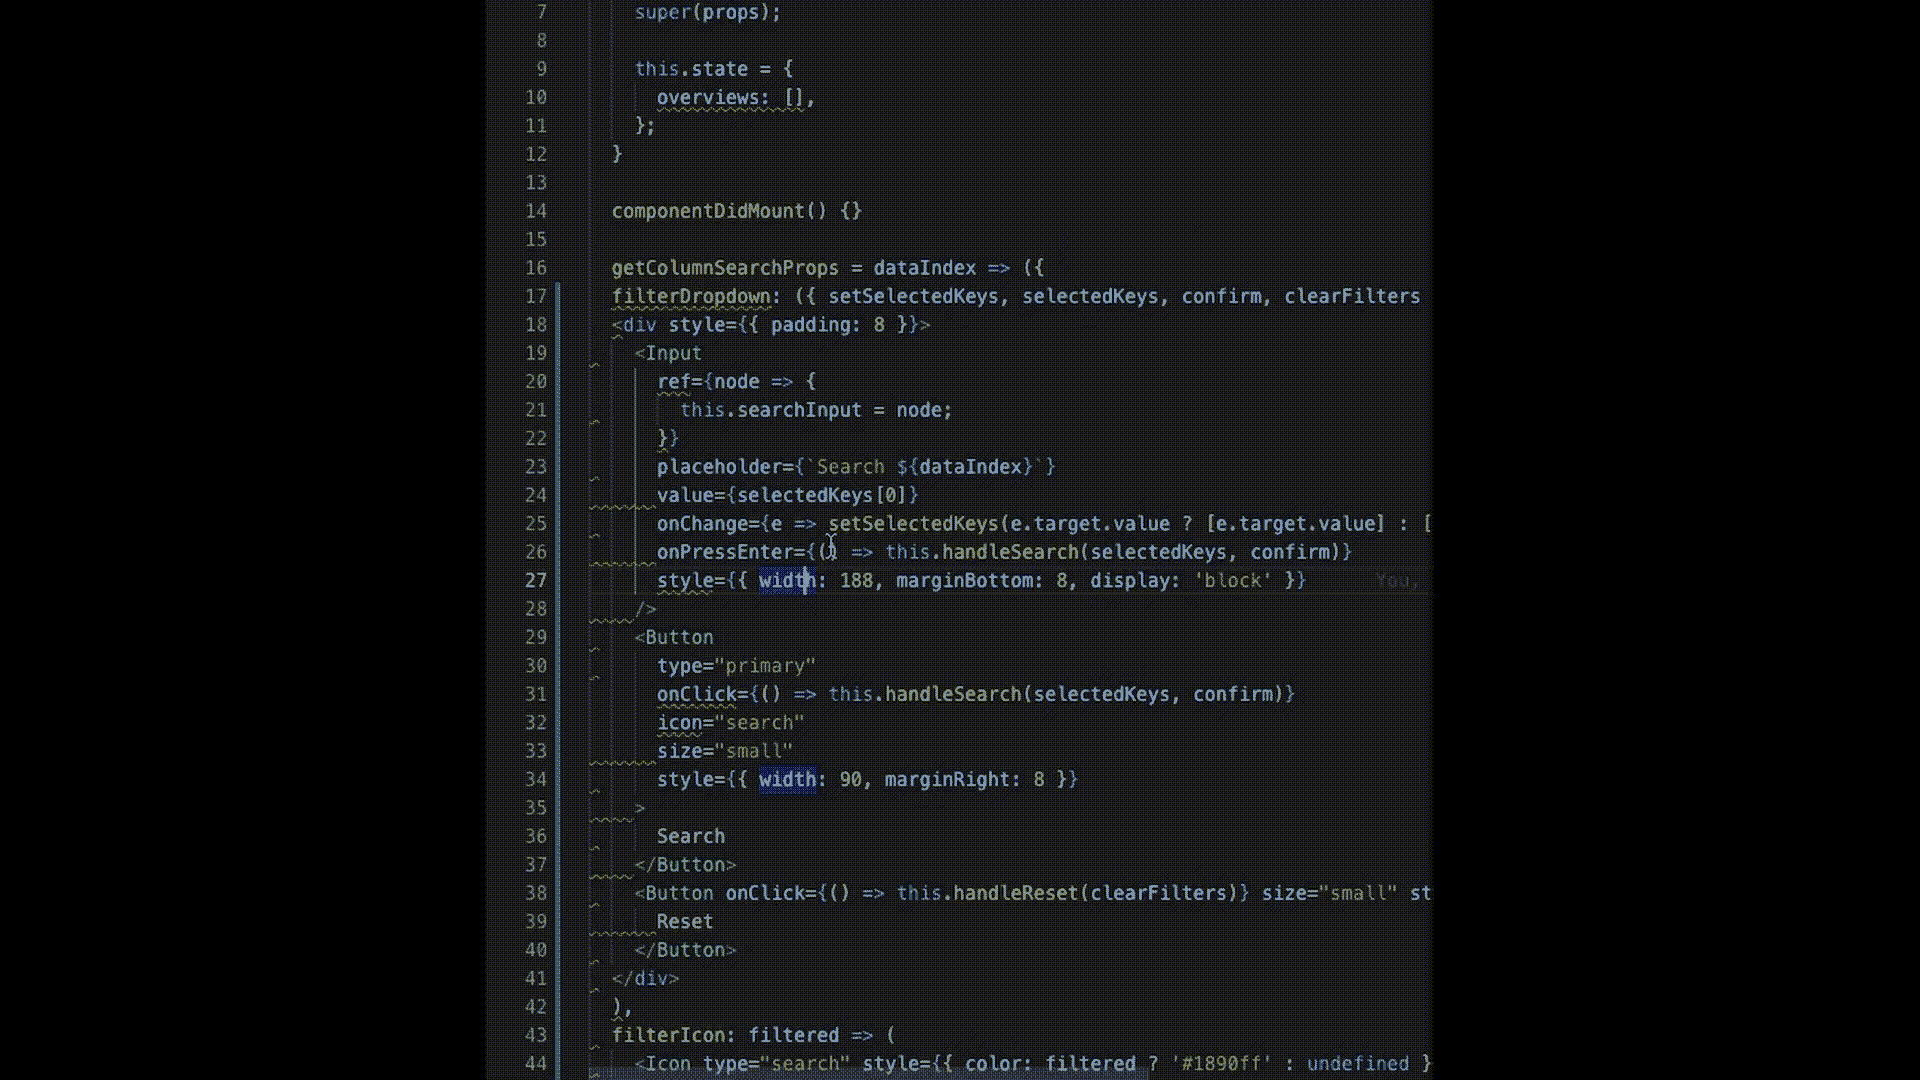 7 super(props);
8
9 this.state = {
10 overviews: [],
11 };
12 }
13
14 componentDidMount() {}
15
16 getColumnSearchProps = dataIndex => ({
17 filterDropdown: ({ setSelectedKeys, selectedKeys, confirm, clearFilters
18 <div style={{ padding: 8 }}>
19 <Input
20 ref={node => {
21 this.searchInput = node;
22 }}
23 placeholder={`Search ${dataIndex}`}
24 value={selectedKeys[0]}
25 onChange={e => setSelectedKeys(e.target.value ? [e.target.value] : [
26 onPressEnter={() => this.handleSearch(selectedKeys, confirm)}
27 style={{ width: 188, marginBottom: 8, display: 'block' }} You,
28 />
29 <Button
30 type="primary"
31 onClick={() => this.handleSearch(selectedKeys, confirm)}
32 icon="search"
33 size="small"
34 style={{ width: 90, marginRight: 8 }}
35 >
36 Search
37 </Button>
38 <Button onClick={() => this.handleReset(clearFilters)} size="small" st
39 Reset
40 </Button>
41 </div>
42 ),
43 filterIcon: filtered => (
44 <Icon type="search" style={{ color: filtered ? '#1890ff' : undefined }